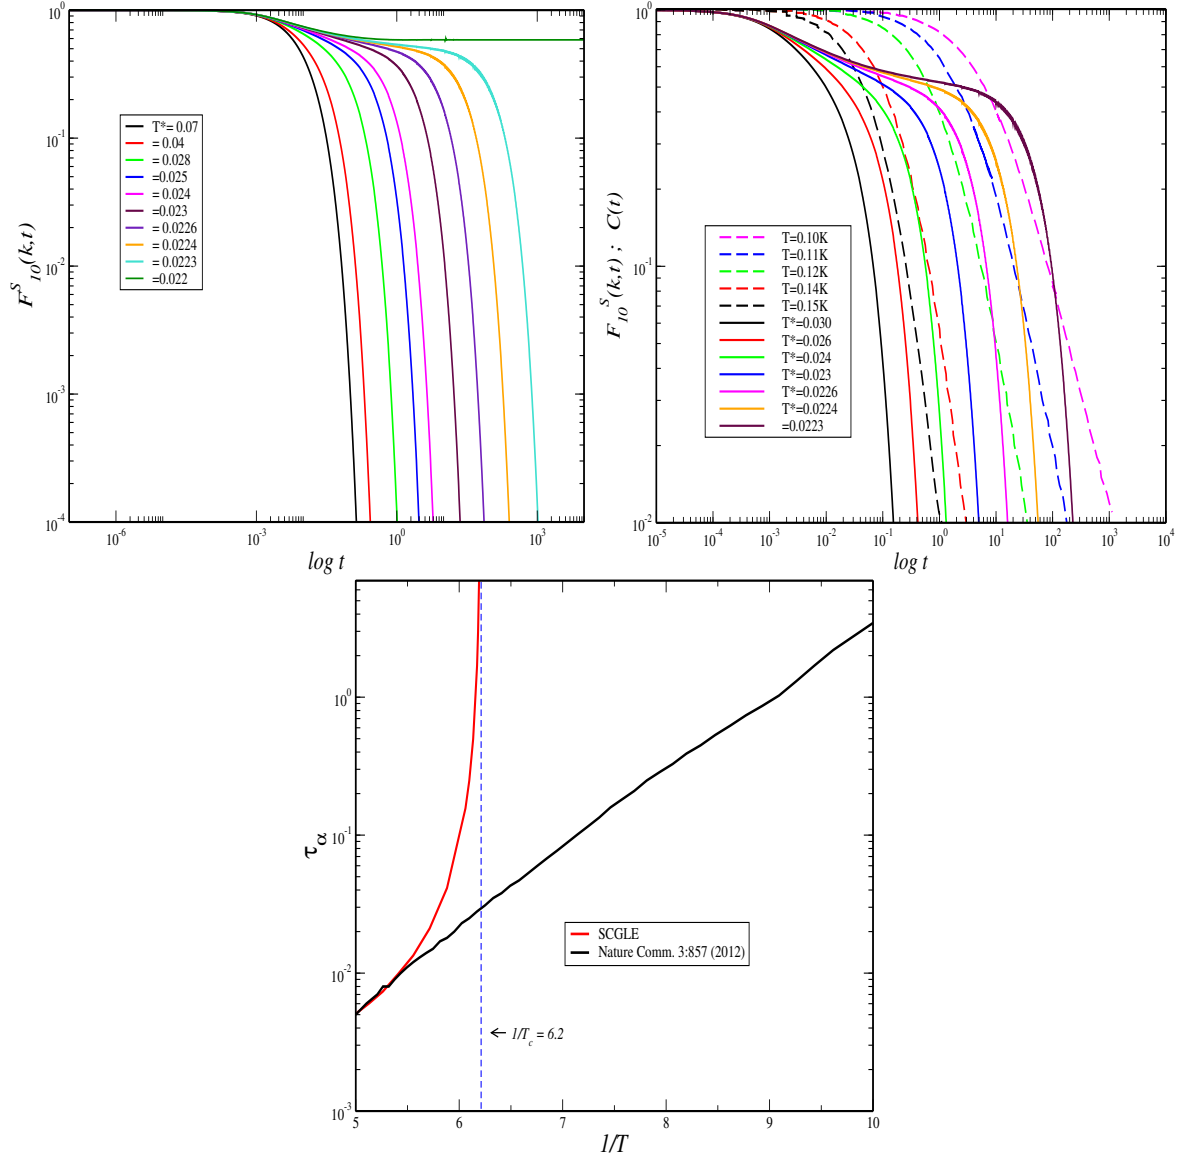 10^0
10^-1
10^-2
10^-3
10^-4
F^S_10(k,t)
T*= 0.07
= 0.04
= 0.028
=0.025
= 0.024
=0.023
=0.0226
= 0.0224
= 0.0223
=0.022
10^-6
10^-3
10^0
10^3
log t
10^0
10^-1
10^-2
F_10^S(k,t) ; C(t)
T=0.10K
T=0.11K
T=0.12K
T=0.14K
T=0.15K
T*=0.030
T*=0.026
T*=0.024
T*=0.023
T*=0.0226
T*=0.0224
=0.0223
10^-5
10^-4
10^-3
10^-2
10^-1
10^0
10^1
10^2
10^3
10^4
log t
10^0
10^-1
10^-2
10^-3
τ_α
SCGLE
Nature Comm. 3:857 (2012)
1/T_c = 6.2
5
6
7
8
9
10
1/T